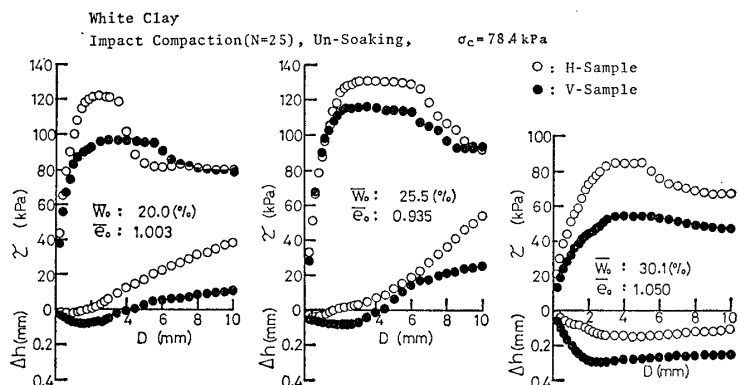 White Clay
Impact Compaction(N=25), Un-Soaking, σc=78.4 kPa
○ : H-Sample
● : V-Sample
140
120
100
80
60
40
20
0
0.2
0.4
τ (kPa)
Δh(mm)
W̄₀ : 20.0(%)
ē₀ : 1.003
2 4 6 8 10
D (mm)
140
120
100
80
60
40
20
0
0.2
0.4
τ (kPa)
Δh(mm)
W̄₀ : 25.5(%)
ē₀ : 0.935
2 4 6 8 10
D (mm)
100
80
60
40
20
0
0.2
0.4
τ (kPa)
Δh(mm)
W̄₀ : 30.1(%)
ē₀ : 1.050
2 4 6 8 10
D(mm)